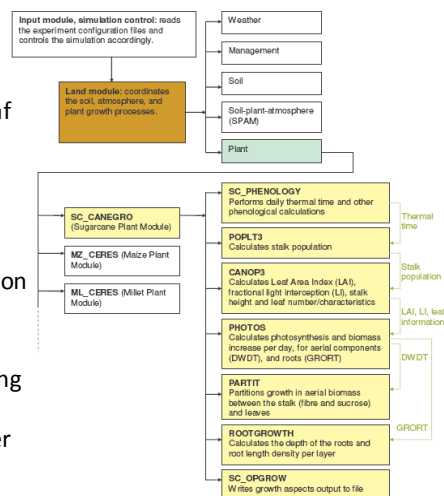 Input module, simulation control: reads
the experiment configuration files and
controls the simulation accordingly.
Land module: coordinates
the soil, atmosphere, and
plant growth processes.
Weather
Management
Soil
Soil-plant-atmosphere
(SPAM)
Plant
SC_CANEGRO
(Sugarcane Plant Module)
MZ_CERES (Maize Plant
Module)
ML_CERES (Millet Plant
Module)
SC_PHENOLOGY
Performs daily thermal time and other
phenological calculations
Thermal
time
POPLT3
Calculates stalk population
Stalk
population
CANOP3
Calculates Leaf Area Index (LAI),
fractional light interception (LI), stalk
height and leaf number/characteristics
LAI, LI, leaf
information
PHOTOS
Calculates photosynthesis and biomass
increase per day, for aerial components
(DWDT), and roots (GRORT)
DWDT
PARTIT
Partitions growth in aerial biomass
between the stalk (fibre and sucrose)
and leaves
GRORT
ROOTGROWTH
Calculates the depth of the roots and
root length density per layer
SC_OPGROW
Writes growth aspects output to file